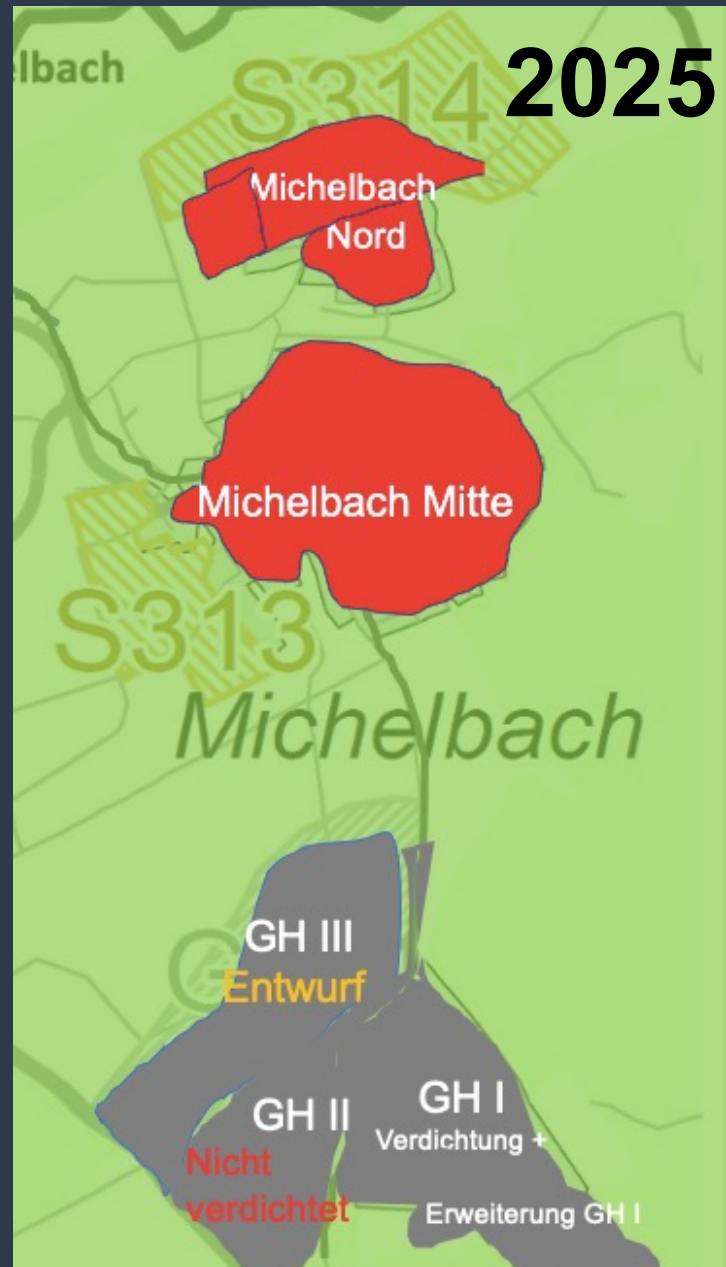 lbach
2025
S314
Michelbach
Nord
Michelbach Mitte
S313
Michelbach
GH III
G
Entwurf
GH II
GH I
Verdichtung +
Nicht
verdichtet
Erweiterung GH I